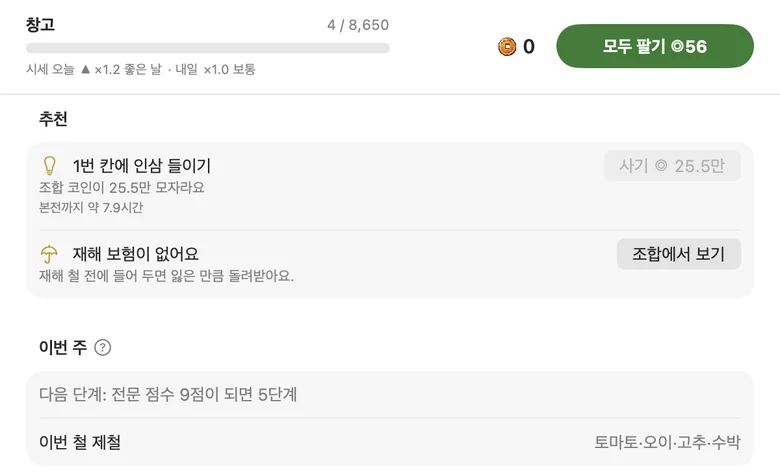 창고
4 / 8,650
시세 오늘 ▲ ×1.2 좋은 날 · 내일 ×1.0 보통
0
모두 팔기 ◎56
추천
1번 칸에 인삼 들이기
사기 ◎ 25.5만
조합 코인이 25.5만 모자라요
본전까지 약 7.9시간
재해 보험이 없어요
조합에서 보기
재해 철 전에 들어 두면 잃은 만큼 돌려받아요.
이번 주 ?
다음 단계: 전문 점수 9점이 되면 5단계
이번 철 제철
토마토·오이·고추·수박